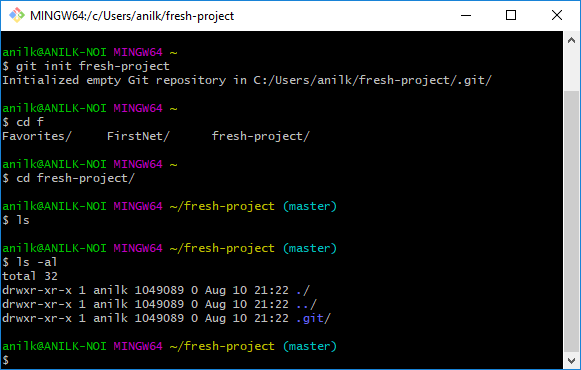 MINGW64:/c/Users/anilk/fresh-project
anilk@ANILK-NOI MINGW64 ~
$ git init fresh-project
Initialized empty Git repository in C:/Users/anilk/fresh-project/.git/
anilk@ANILK-NOI MINGW64 ~
$ cd f
Favorites/     FirstNet/      fresh-project/
anilk@ANILK-NOI MINGW64 ~
$ cd fresh-project/
anilk@ANILK-NOI MINGW64 ~/fresh-project (master)
$ ls
anilk@ANILK-NOI MINGW64 ~/fresh-project (master)
$ ls -al
total 32
drwxr-xr-x 1 anilk 1049089 0 Aug 10 21:22 ./
drwxr-xr-x 1 anilk 1049089 0 Aug 10 21:22 ../
drwxr-xr-x 1 anilk 1049089 0 Aug 10 21:22 .git/
anilk@ANILK-NOI MINGW64 ~/fresh-project (master)
$